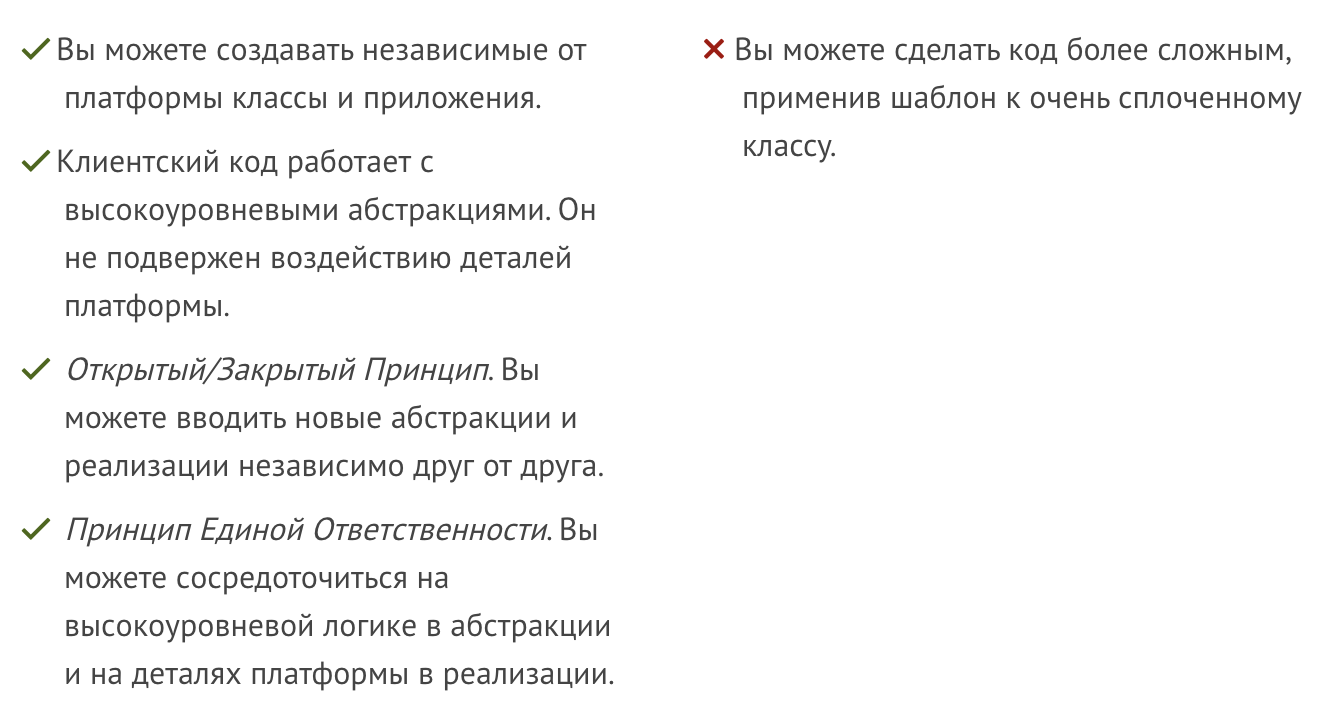 ✓ Вы можете создавать независимые от
платформы классы и приложения.
✓ Клиентский код работает с
высокоуровневыми абстракциями. Он
не подвержен воздействию деталей
платформы.
✓ Открытый/Закрытый Принцип. Вы
можете вводить новые абстракции и
реализации независимо друг от друга.
✓ Принцип Единой Ответственности. Вы
можете сосредоточиться на
высокоуровневой логике в абстракции
и на деталях платформы в реализации.
✕ Вы можете сделать код более сложным,
применив шаблон к очень сплоченному
классу.